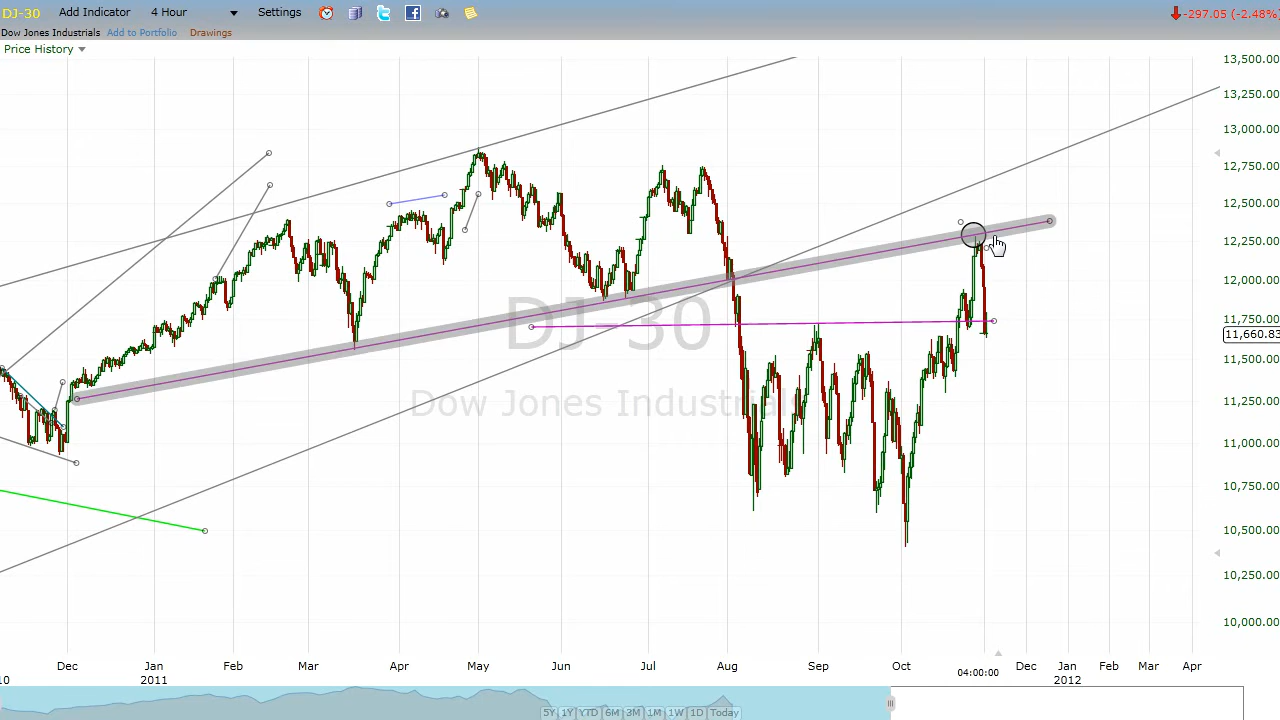 DJ-30 Add Indicator 4 Hour Settings -297.05 (-2.48%)
Dow Jones Industrials Add to Portfolio Drawings
Price History
13,500.00
13,250.00
13,000.00
12,750.00
12,500.00
12,250.00
12,000.00
11,750.00
11,660.83
11,500.00
11,250.00
11,000.00
10,750.00
10,500.00
10,250.00
10,000.00
DJ-30
Dow Jones Industrials
Dec Jan Feb Mar Apr May Jun Jul Aug Sep Oct Dec Jan Feb Mar Apr
10 2011 04:00:00 2012
5Y 1Y YTD 6M 3M 1M 1W 1D Today